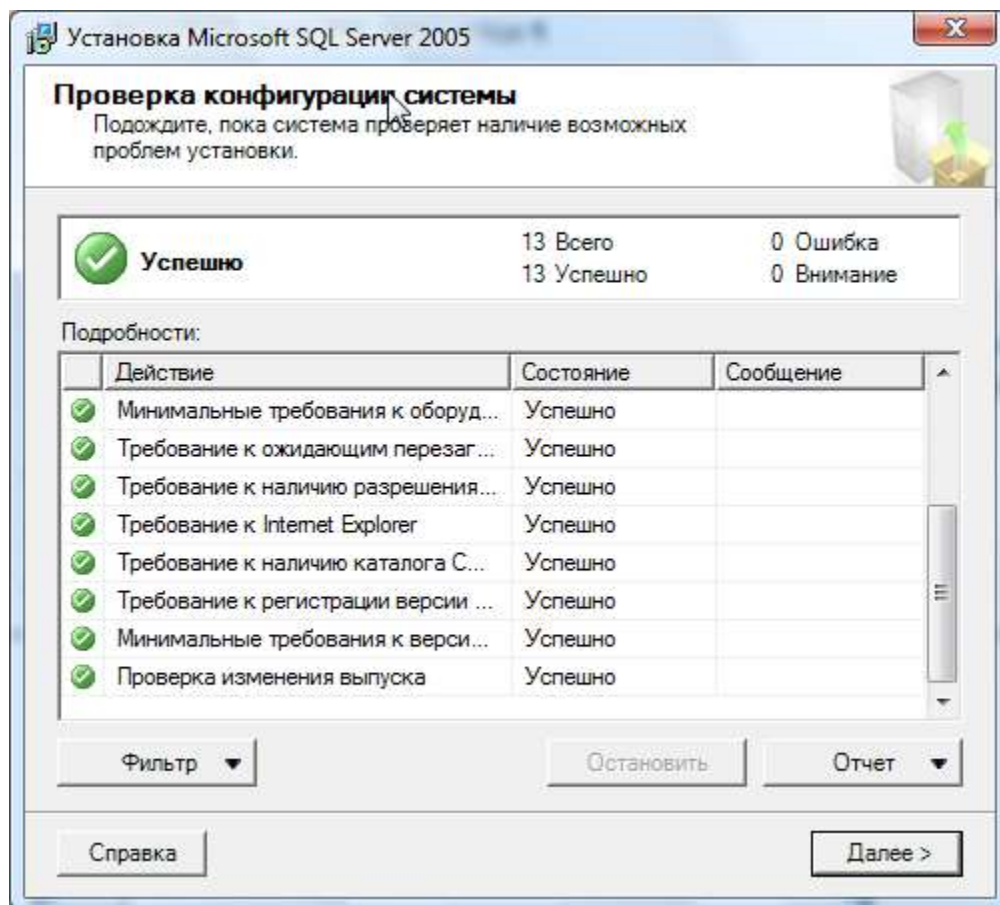 Установка Microsoft SQL Server 2005
Проверка конфигурации системы
Подождите, пока система проверяет наличие возможных
проблем установки.
Успешно
13 Всего
0 Ошибка
13 Успешно
0 Внимание
Подробности:
Действие Состояние Сообщение
Минимальные требования к оборуд... Успешно
Требование к ожидающим перезаг... Успешно
Требование к наличию разрешения... Успешно
Требование к Internet Explorer Успешно
Требование к наличию каталога С... Успешно
Требование к регистрации версии ... Успешно
Минимальные требования к верси... Успешно
Проверка изменения выпуска Успешно
Фильтр Остановить Отчет
Справка Далее >